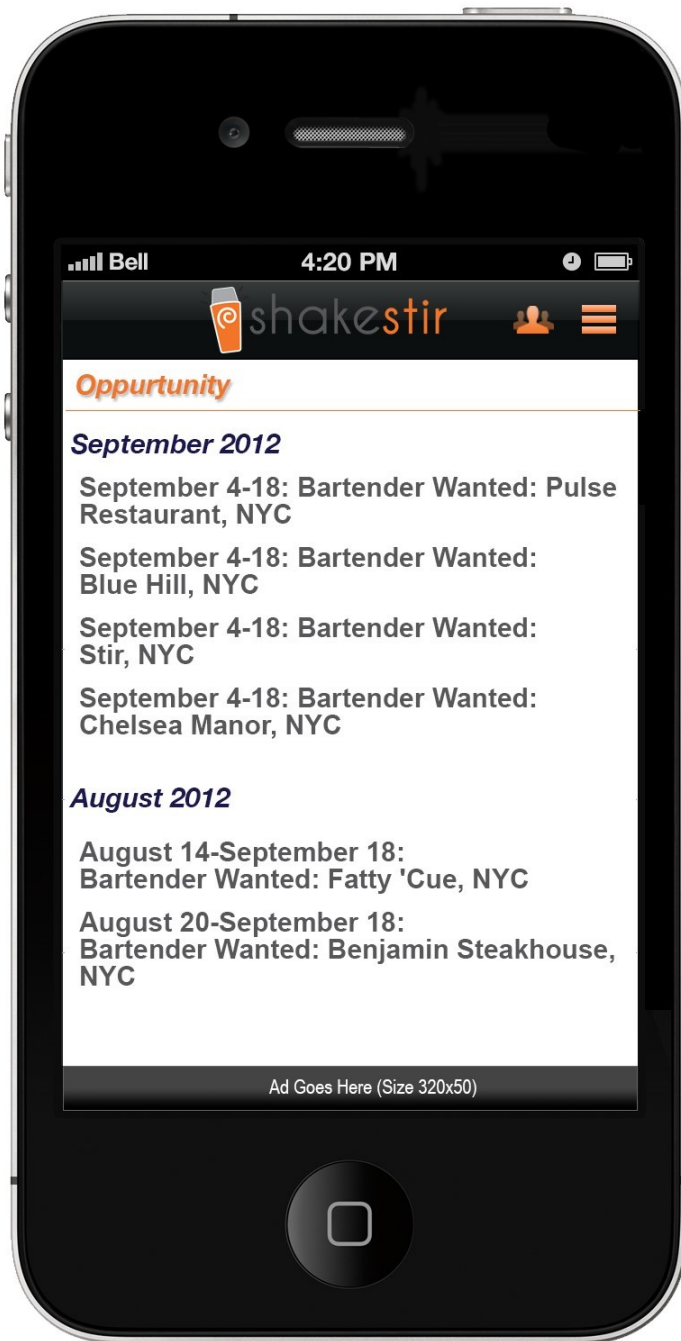 Bell
4:20 PM
shakestir
Oppurtunity
September 2012
September 4-18: Bartender Wanted: Pulse
Restaurant, NYC
September 4-18: Bartender Wanted:
Blue Hill, NYC
September 4-18: Bartender Wanted:
Stir, NYC
September 4-18: Bartender Wanted:
Chelsea Manor, NYC
August 2012
August 14-September 18:
Bartender Wanted: Fatty 'Cue, NYC
August 20-September 18:
Bartender Wanted: Benjamin Steakhouse,
NYC
Ad Goes Here (Size 320x50)